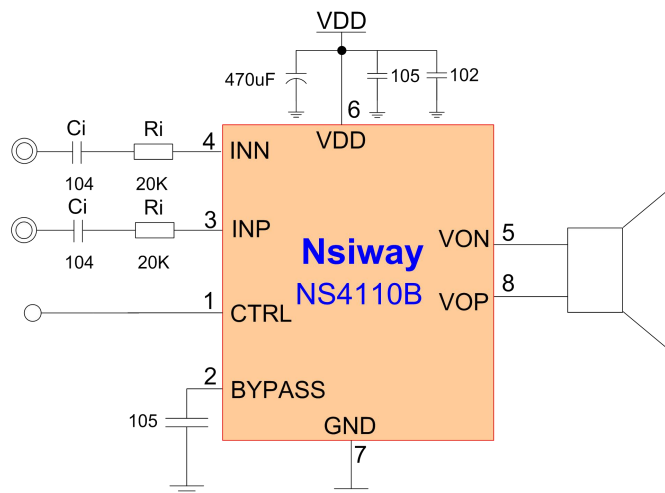 VDD
470uF
105
102
6
VDD
Ci
Ri
4
INN
104
20K
Ci
Ri
3
INP
104
20K
Nsiway
NS4110B
VON
5
VOP
8
1
CTRL
2
BYPASS
105
GND
7